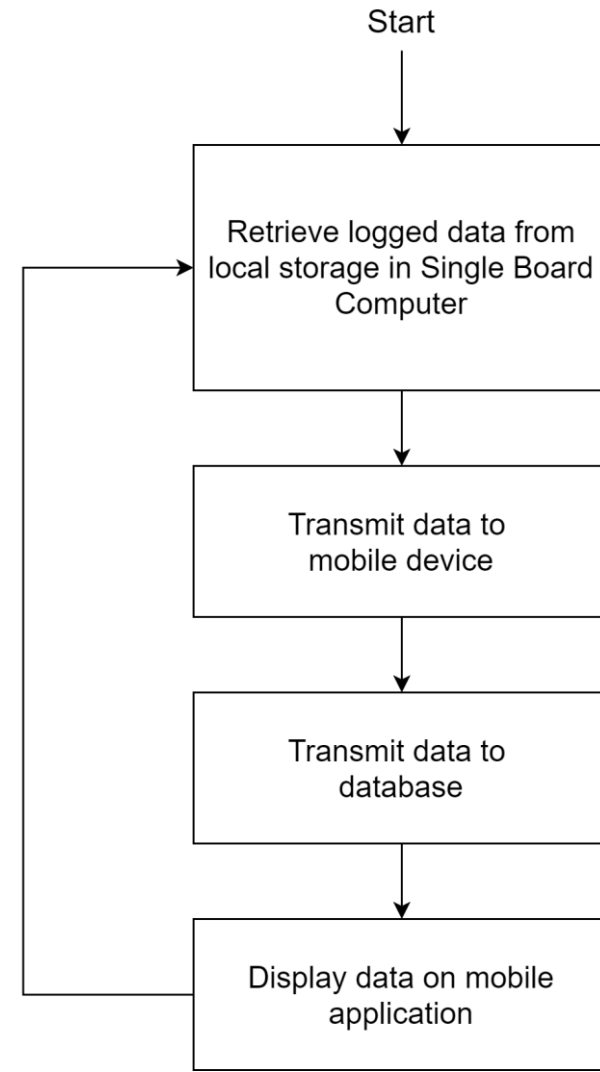 Start
Retrieve logged data from
local storage in Single Board
Computer
Transmit data to
mobile device
Transmit data to
database
Display data on mobile
application